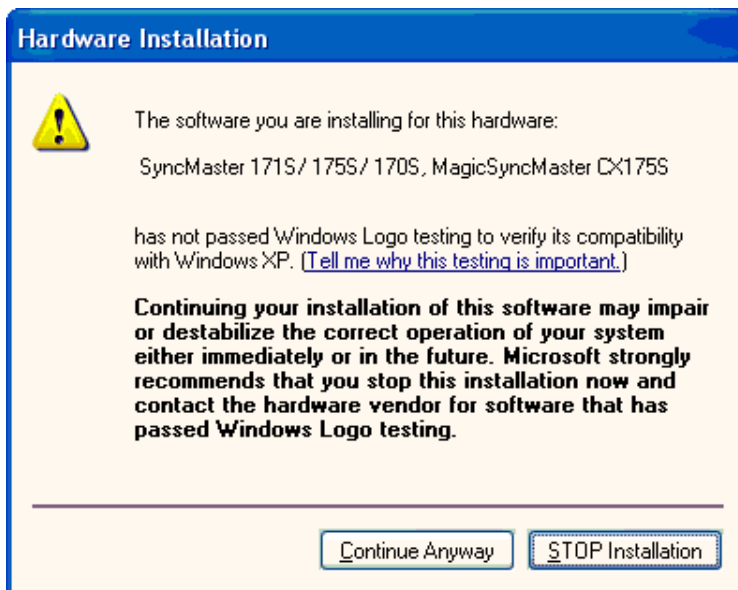 Hardware Installation
The software you are installing for this hardware:
SyncMaster 171S/ 175S/ 170S, MagicSyncMaster CX175S
has not passed Windows Logo testing to verify its compatibility
with Windows XP. (Tell me why this testing is important.)
Continuing your installation of this software may impair
or destabilize the correct operation of your system
either immediately or in the future. Microsoft strongly
recommends that you stop this installation now and
contact the hardware vendor for software that has
passed Windows Logo testing.
Continue Anyway
STOP Installation